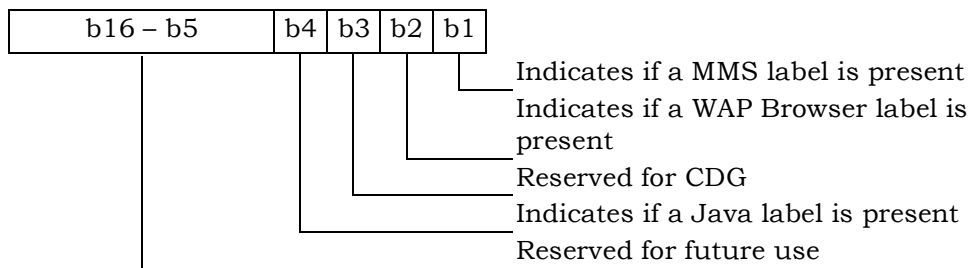 b16 – b5 b4 b3 b2 b1
Indicates if a MMS label is present
Indicates if a WAP Browser label is
present
Reserved for CDG
Indicates if a Java label is present
Reserved for future use